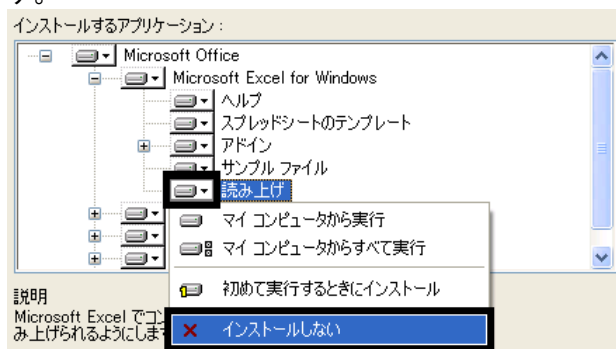 す。
インストールするアプリケーション：
Microsoft Office
Microsoft Excel for Windows
ヘルプ
スプレッドシートのテンプレート
アドイン
サンプル ファイル
読み上げ
マイ コンピュータから実行
マイ コンピュータからすべて実行
初めて実行するときにインストール
インストールしない
説明
Microsoft Excel でコン
み上げられるようにしま